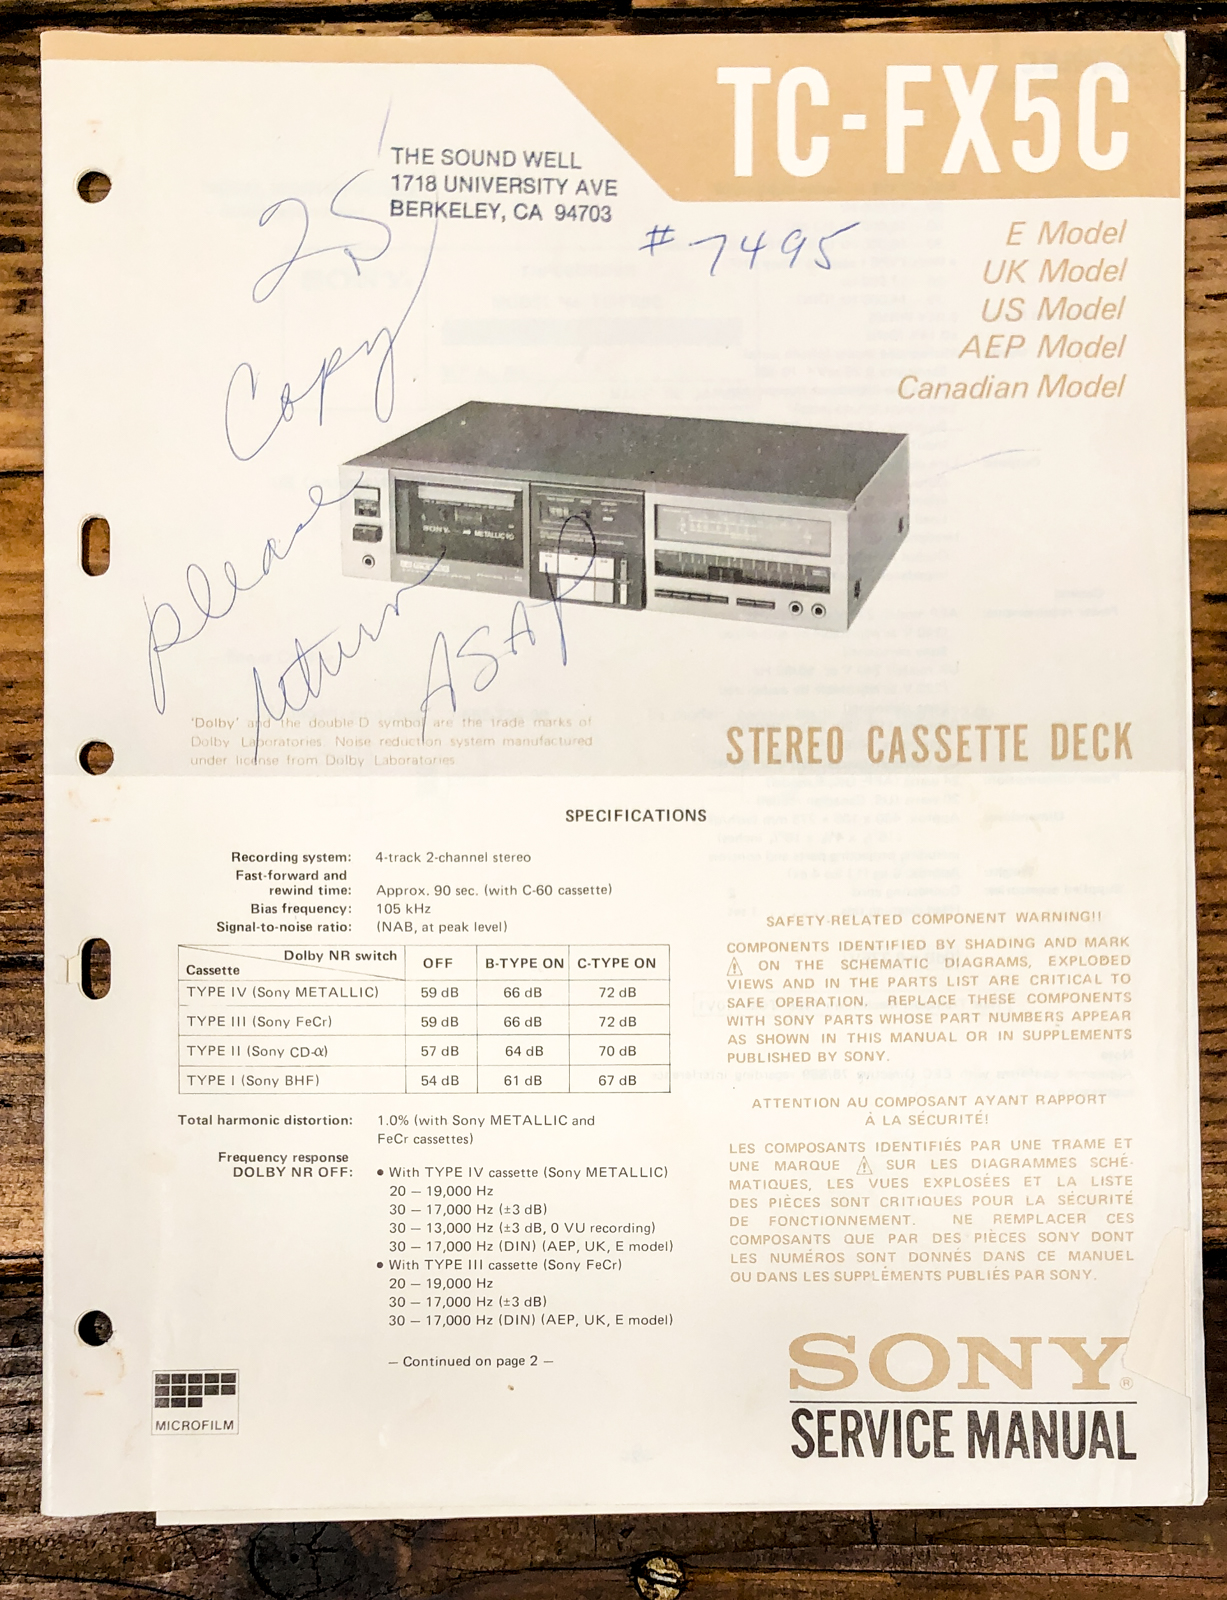 TC-FX5C
THE SOUND WELL
1718 UNIVERSITY AVE
BERKELEY, CA 94703
# 7495
E Model
UK Model
US Model
AEP Model
Canadian Model
Copy
please
return
ASAP
SONY
METALLIC
'Dolby' and the double-D symbol are the trade marks of
Dolby Laboratories. Noise reduction system manufactured
under license from Dolby Laboratories
STEREO CASSETTE DECK
SPECIFICATIONS
Recording system: 4-track 2-channel stereo
Fast-forward and
rewind time: Approx. 90 sec. (with C-60 cassette)
Bias frequency: 105 kHz
Signal-to-noise ratio: (NAB, at peak level)
Dolby NR switch
Cassette OFF B-TYPE ON C-TYPE ON
TYPE IV (Sony METALLIC) 59 dB 66 dB 72 dB
TYPE III (Sony FeCr) 59 dB 66 dB 72 dB
TYPE II (Sony CD-α) 57 dB 64 dB 70 dB
TYPE I (Sony BHF) 54 dB 61 dB 67 dB
Total harmonic distortion: 1.0% (with Sony METALLIC and
FeCr cassettes)
Frequency response
DOLBY NR OFF: • With TYPE IV cassette (Sony METALLIC)
20 – 19,000 Hz
30 – 17,000 Hz (±3 dB)
30 – 13,000 Hz (±3 dB, 0 VU recording)
30 – 17,000 Hz (DIN) (AEP, UK, E model)
• With TYPE III cassette (Sony FeCr)
20 – 19,000 Hz
30 – 17,000 Hz (±3 dB)
30 – 17,000 Hz (DIN) (AEP, UK, E model)
– Continued on page 2 –
MICROFILM
SAFETY-RELATED COMPONENT WARNING!!
COMPONENTS IDENTIFIED BY SHADING AND MARK
⚠ ON THE SCHEMATIC DIAGRAMS, EXPLODED
VIEWS AND IN THE PARTS LIST ARE CRITICAL TO
SAFE OPERATION. REPLACE THESE COMPONENTS
WITH SONY PARTS WHOSE PART NUMBERS APPEAR
AS SHOWN IN THIS MANUAL OR IN SUPPLEMENTS
PUBLISHED BY SONY.
ATTENTION AU COMPOSANT AYANT RAPPORT
À LA SÉCURITÉ!
LES COMPOSANTS IDENTIFIÉS PAR UNE TRAME ET
UNE MARQUE ⚠ SUR LES DIAGRAMMES SCHÉ-
MATIQUES, LES VUES EXPLOSÉES ET LA LISTE
DES PIÈCES SONT CRITIQUES POUR LA SÉCURITÉ
DE FONCTIONNEMENT. NE REMPLACER CES
COMPOSANTS QUE PAR DES PIÈCES SONY DONT
LES NUMÉROS SONT DONNÉS DANS CE MANUEL
OU DANS LES SUPPLÉMENTS PUBLIÉS PAR SONY.
SONY®
SERVICE MANUAL